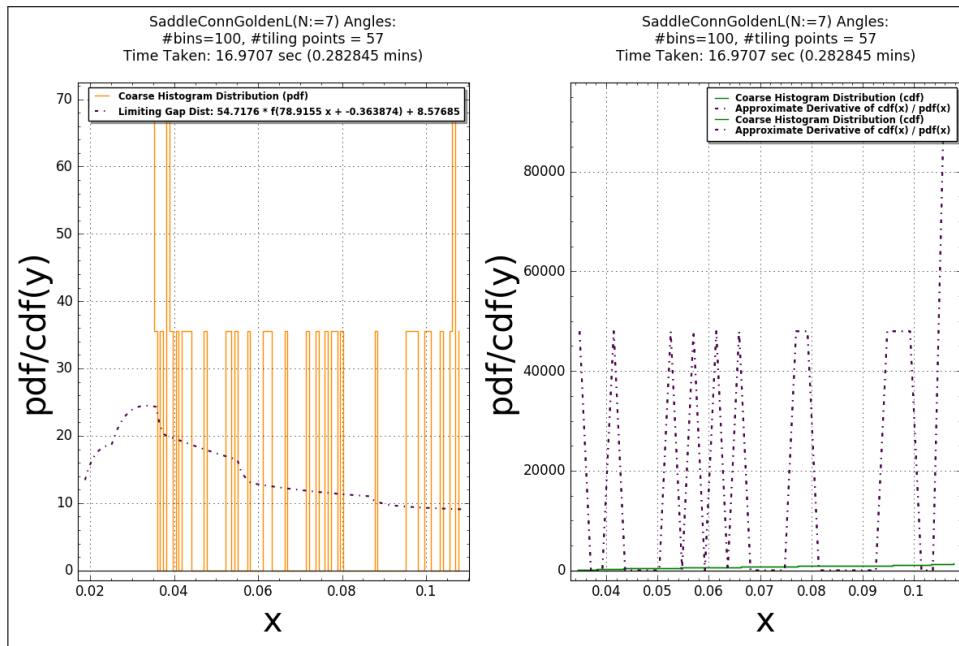 SaddleConnGoldenL(N:=7) Angles:
#bins=100, #tiling points = 57
Time Taken: 16.9707 sec (0.282845 mins)
Coarse Histogram Distribution (pdf)
Limiting Gap Dist: 54.7176 * f(78.9155 x + -0.363874) + 8.57685
70
60
50
40
30
20
10
0
pdf/cdf(y)
0.02
0.04
0.06
0.08
0.1
x
SaddleConnGoldenL(N:=7) Angles:
#bins=100, #tiling points = 57
Time Taken: 16.9707 sec (0.282845 mins)
Coarse Histogram Distribution (cdf)
Approximate Derivative of cdf(x) / pdf(x)
Coarse Histogram Distribution (cdf)
Approximate Derivative of cdf(x) / pdf(x)
80000
60000
40000
20000
0
pdf/cdf(y)
0.04
0.05
0.06
0.07
0.08
0.09
0.1
x